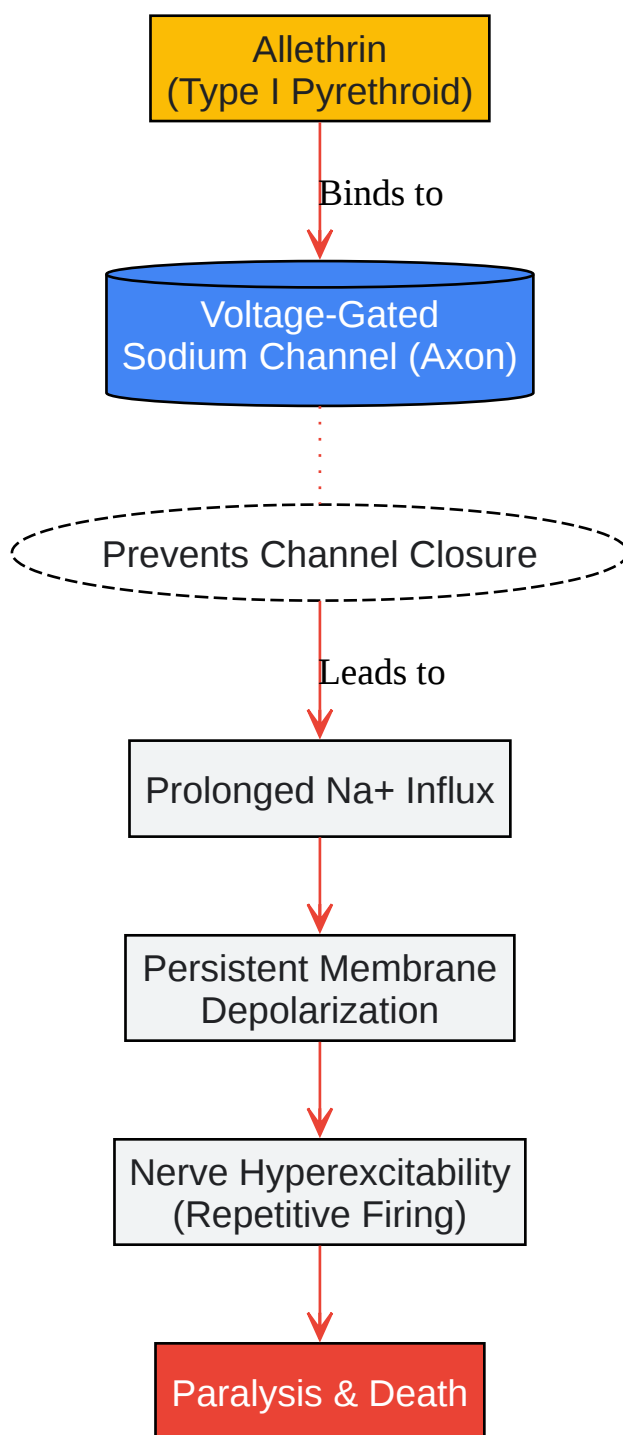 Allethrin
(Type I Pyrethroid)
Binds to
Voltage-Gated
Sodium Channel (Axon)
Prevents Channel Closure
Leads to
Prolonged Na+ Influx
Persistent Membrane
Depolarization
Nerve Hyperexcitability
(Repetitive Firing)
Paralysis & Death